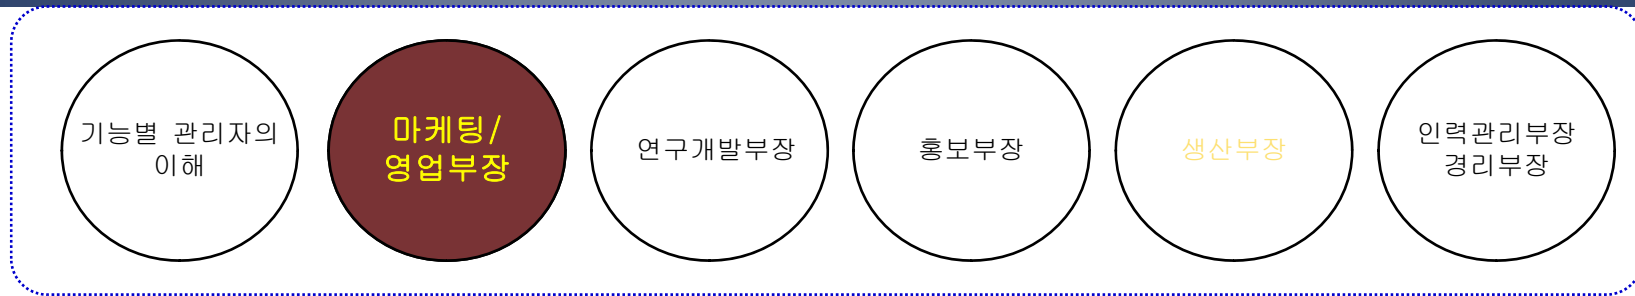 기능별 관리자의
이해
마케팅/
영업부장
연구개발부장
홍보부장
생산부장
인력관리부장
경리부장